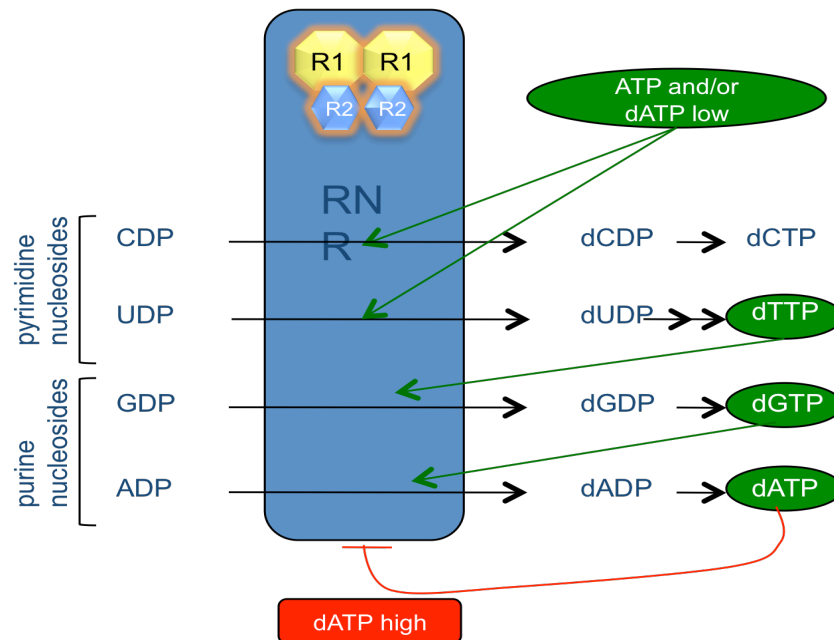 R1 R1
R2 R2
ATP and/or
dATP low
RN
R
pyrimidine
nucleosides
CDP dCDP dCTP
UDP dUDP dTTP
purine
nucleosides
GDP dGDP dGTP
ADP dADP dATP
dATP high